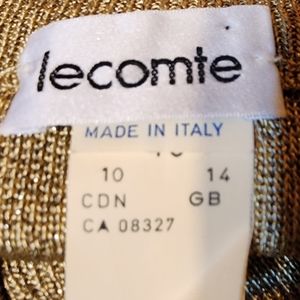 lecomte
MADE IN ITALY
10 14
CDN GB
CA 08327